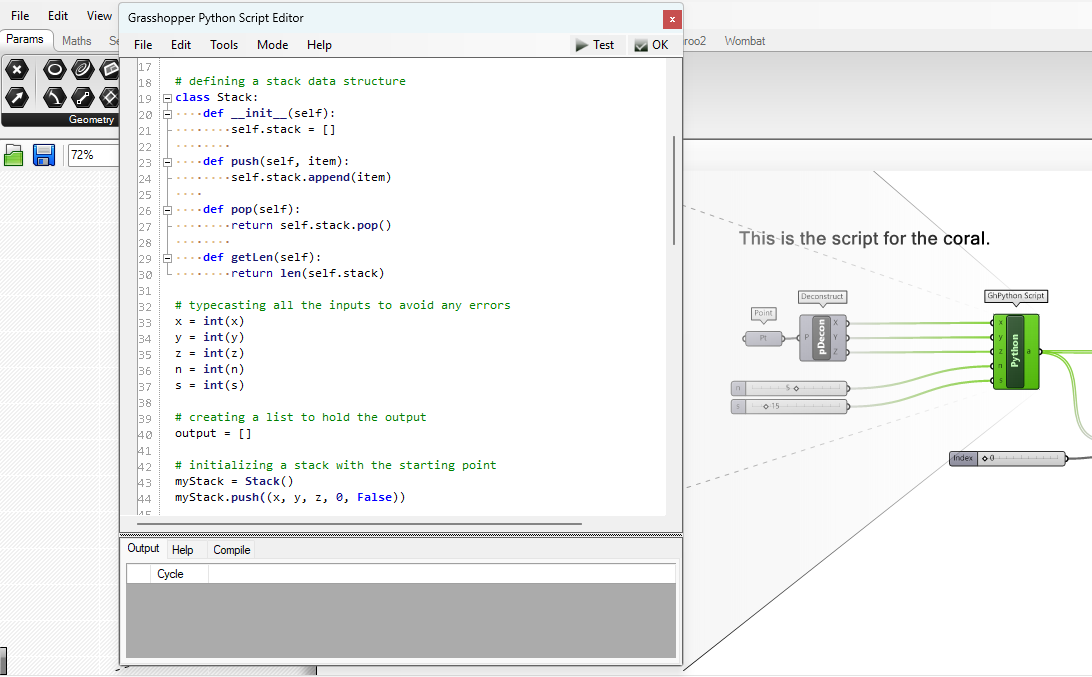 File Edit View
Grasshopper Python Script Editor
x
Params Maths
File Edit Tools Mode Help
Test OK
roo2 Wombat
Geometry
72%
17
18 # defining a stack data structure
19 class Stack:
20 def __init__(self):
21 self.stack = []
22
23 def push(self, item):
24 self.stack.append(item)
25
26 def pop(self):
27 return self.stack.pop()
28
29 def getLen(self):
30 return len(self.stack)
31
32 # typecasting all the inputs to avoid any errors
33 x = int(x)
34 y = int(y)
35 z = int(z)
36 n = int(n)
37 s = int(s)
38
39 # creating a list to hold the output
40 output = []
41
42 # initializing a stack with the starting point
43 myStack = Stack()
44 myStack.push((x, y, z, 0, False))
45
Output Help Compile
Cycle
This is the script for the coral.
Deconstruct
GhPython Script
Point
Pt
P pDecon X Y Z
x y z n s Python a
n 5
s 15
Index 0